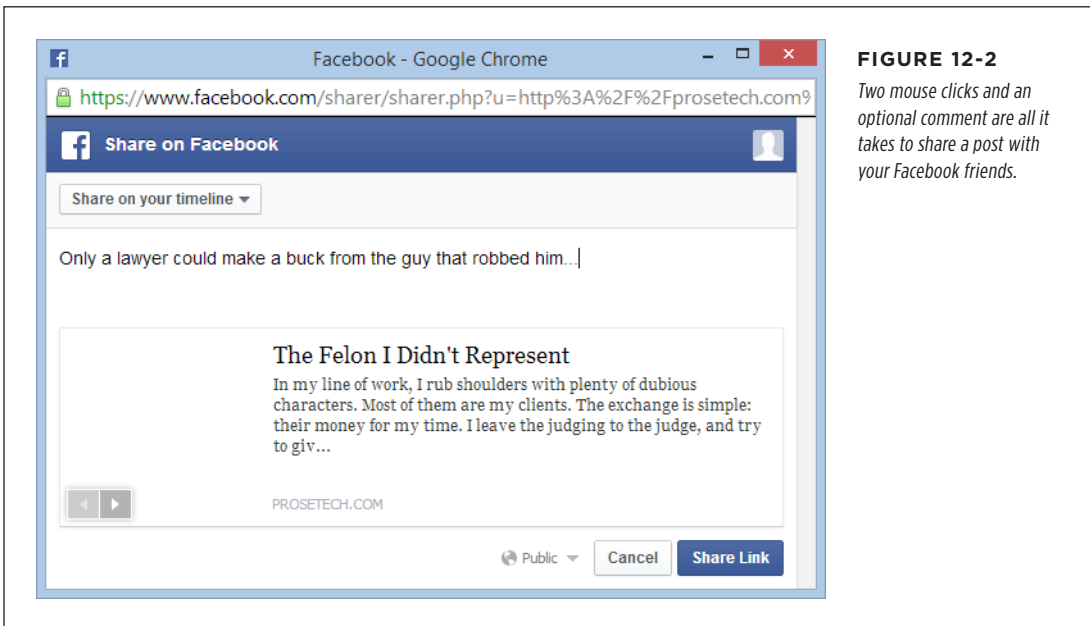 Facebook - Google Chrome
https://www.facebook.com/sharer/sharer.php?u=http%3A%2F%2Fprosetech.com%
Share on Facebook
Share on your timeline
Only a lawyer could make a buck from the guy that robbed him...
The Felon I Didn't Represent
In my line of work, I rub shoulders with plenty of dubious
characters. Most of them are my clients. The exchange is simple:
their money for my time. I leave the judging to the judge, and try
to giv...
PROSETECH.COM
Public
Cancel
Share Link
FIGURE 12-2
Two mouse clicks and an
optional comment are all it
takes to share a post with
your Facebook friends.